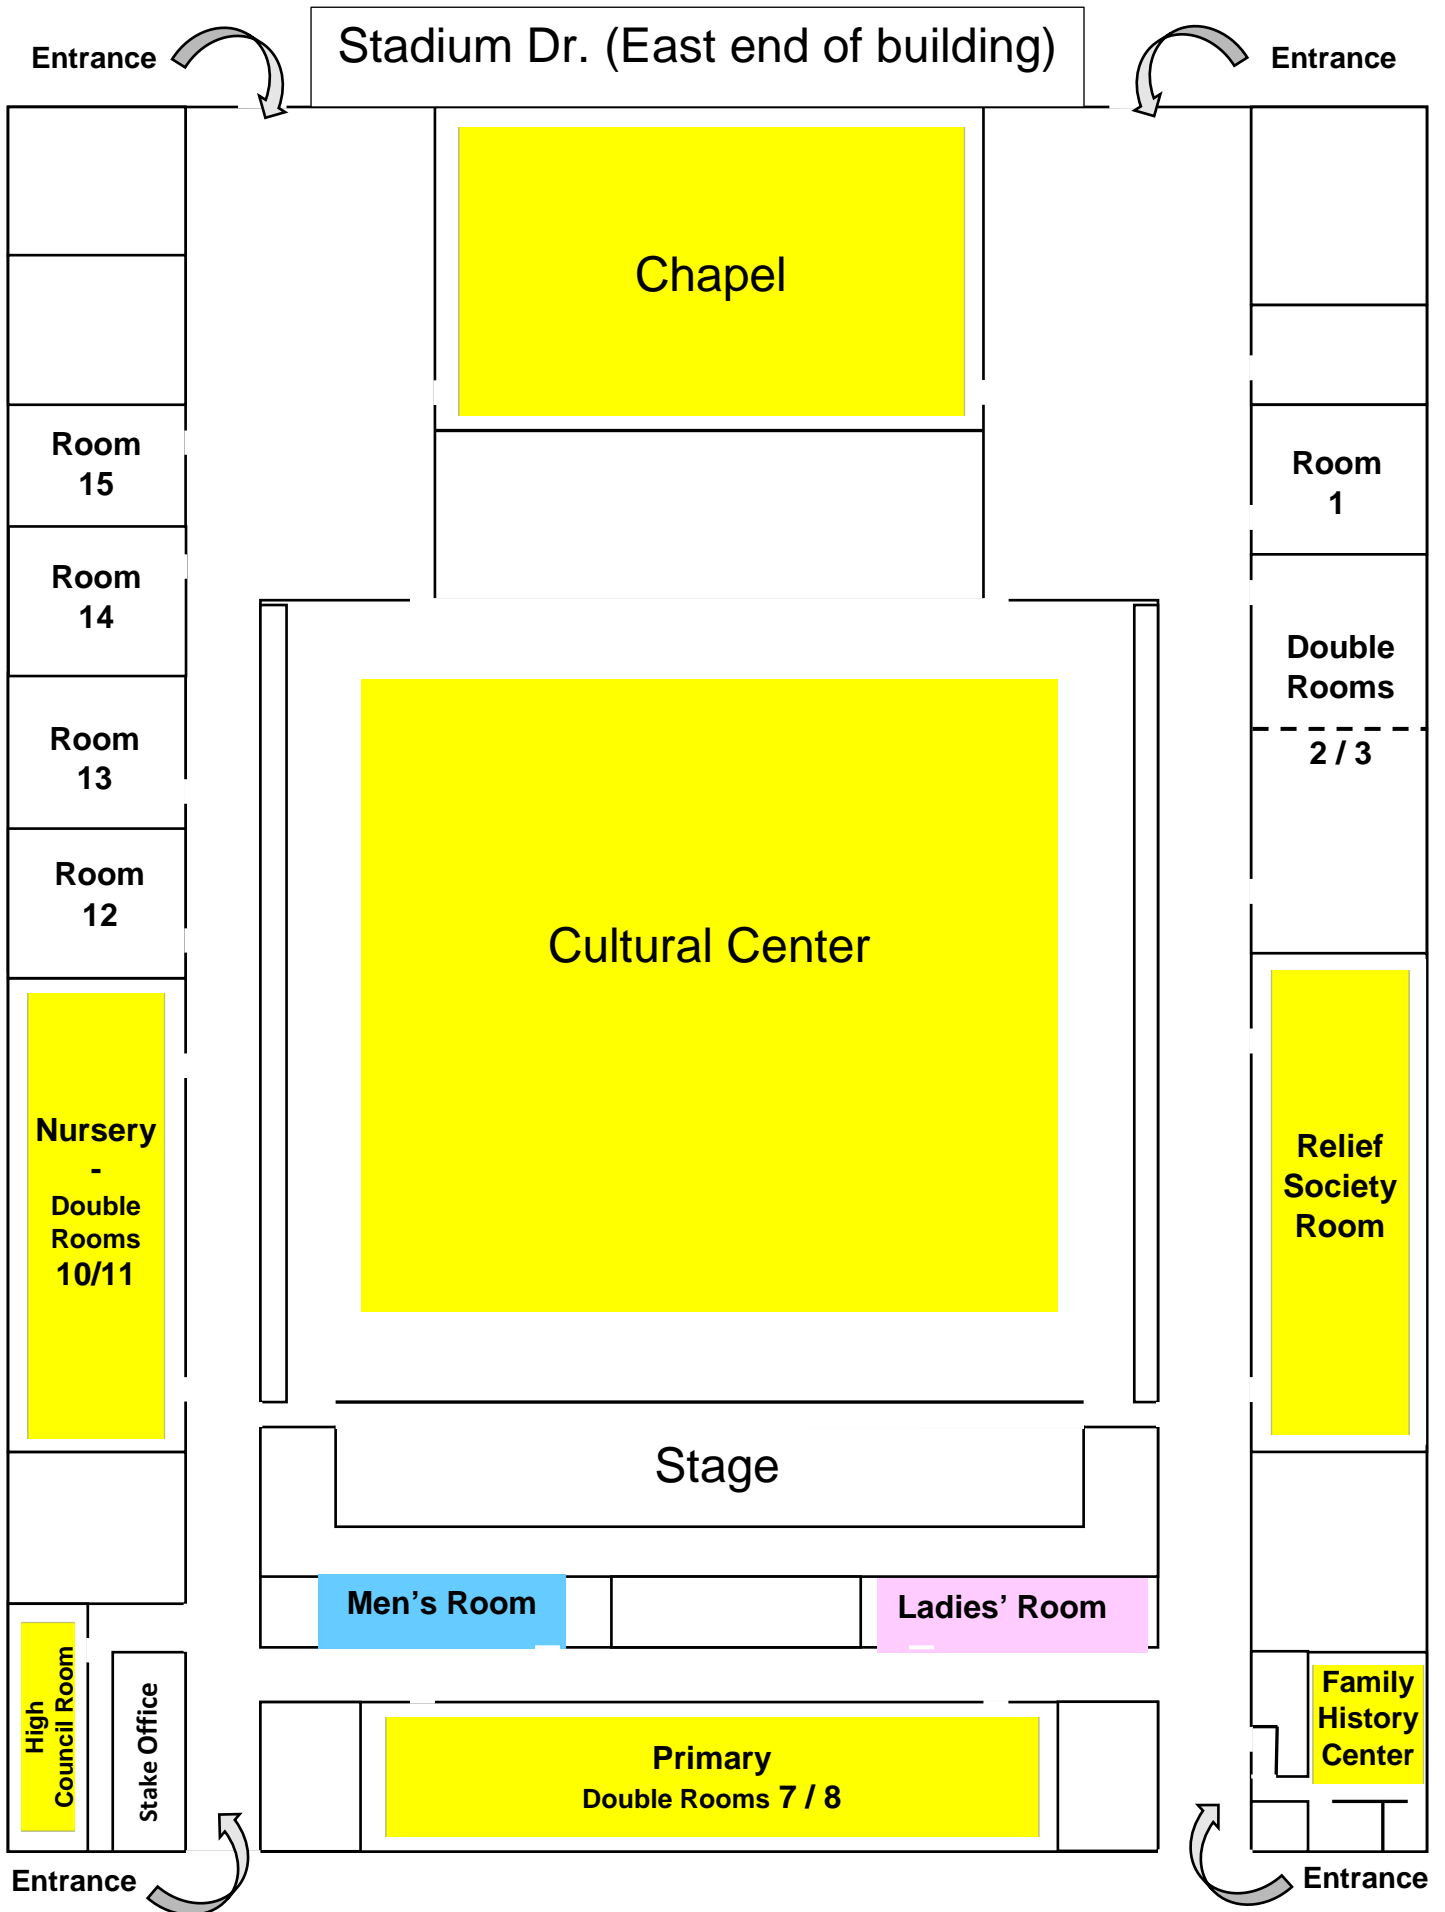 Entrance
Stadium Dr. (East end of building)
Entrance
Chapel
Room
15
Room
1
Room
14
Double
Rooms
2 / 3
Room
13
Room
12
Cultural Center
Nursery
-
Double
Rooms
10/11
Relief
Society
Room
Stage
Men’s Room
Ladies’ Room
High
Council Room
Stake Office
Primary
Double Rooms 7 / 8
Family
History
Center
Entrance
Entrance